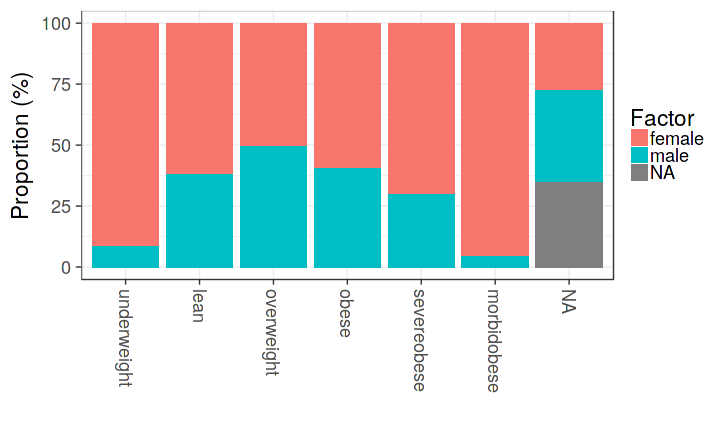 Proportion (%)
100
75
50
25
0
underweight
lean
overweight
obese
severeobese
morbidobese
NA
Factor
female
male
NA